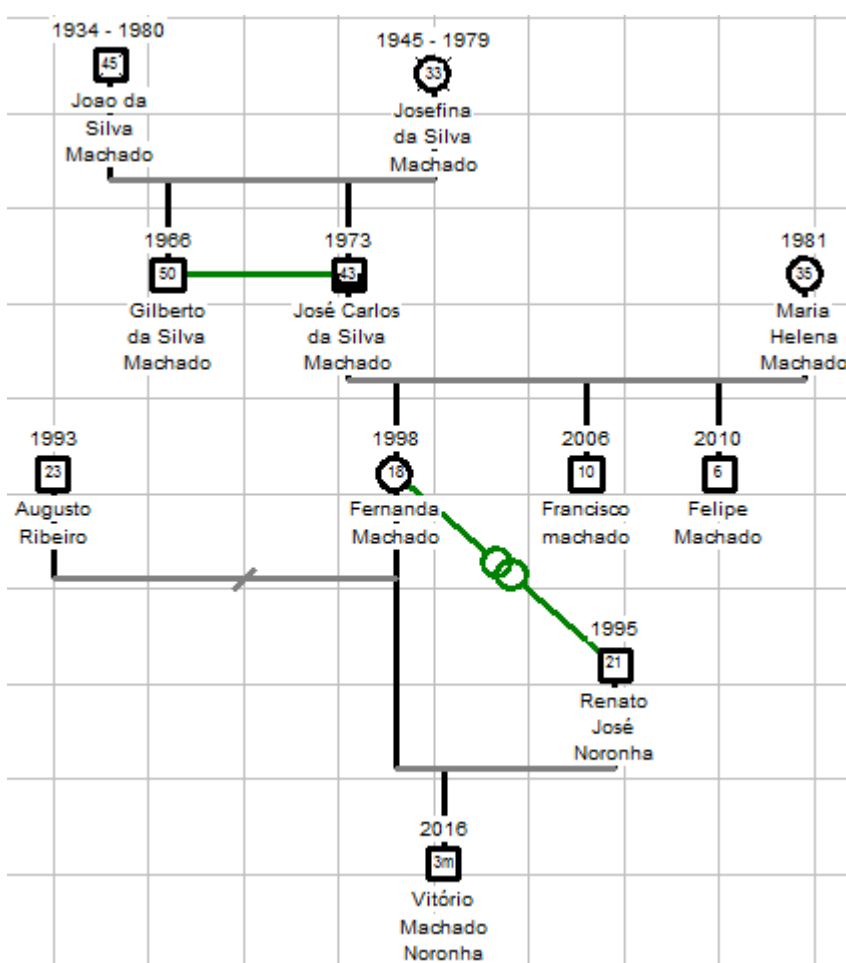 1934 - 1980
45
Joao da
Silva
Machado
1945 - 1979
33
Josefina
da Silva
Machado
1966
50
Gilberto
da Silva
Machado
1973
43
José Carlos
da Silva
Machado
1981
35
Maria
Helena
Machado
1993
23
Augusto
Ribeiro
1998
18
Fernanda
Machado
2006
10
Francisco
machado
2010
6
Felipe
Machado
1995
21
Renato
José
Noronha
2016
3m
Vitório
Machado
Noronha